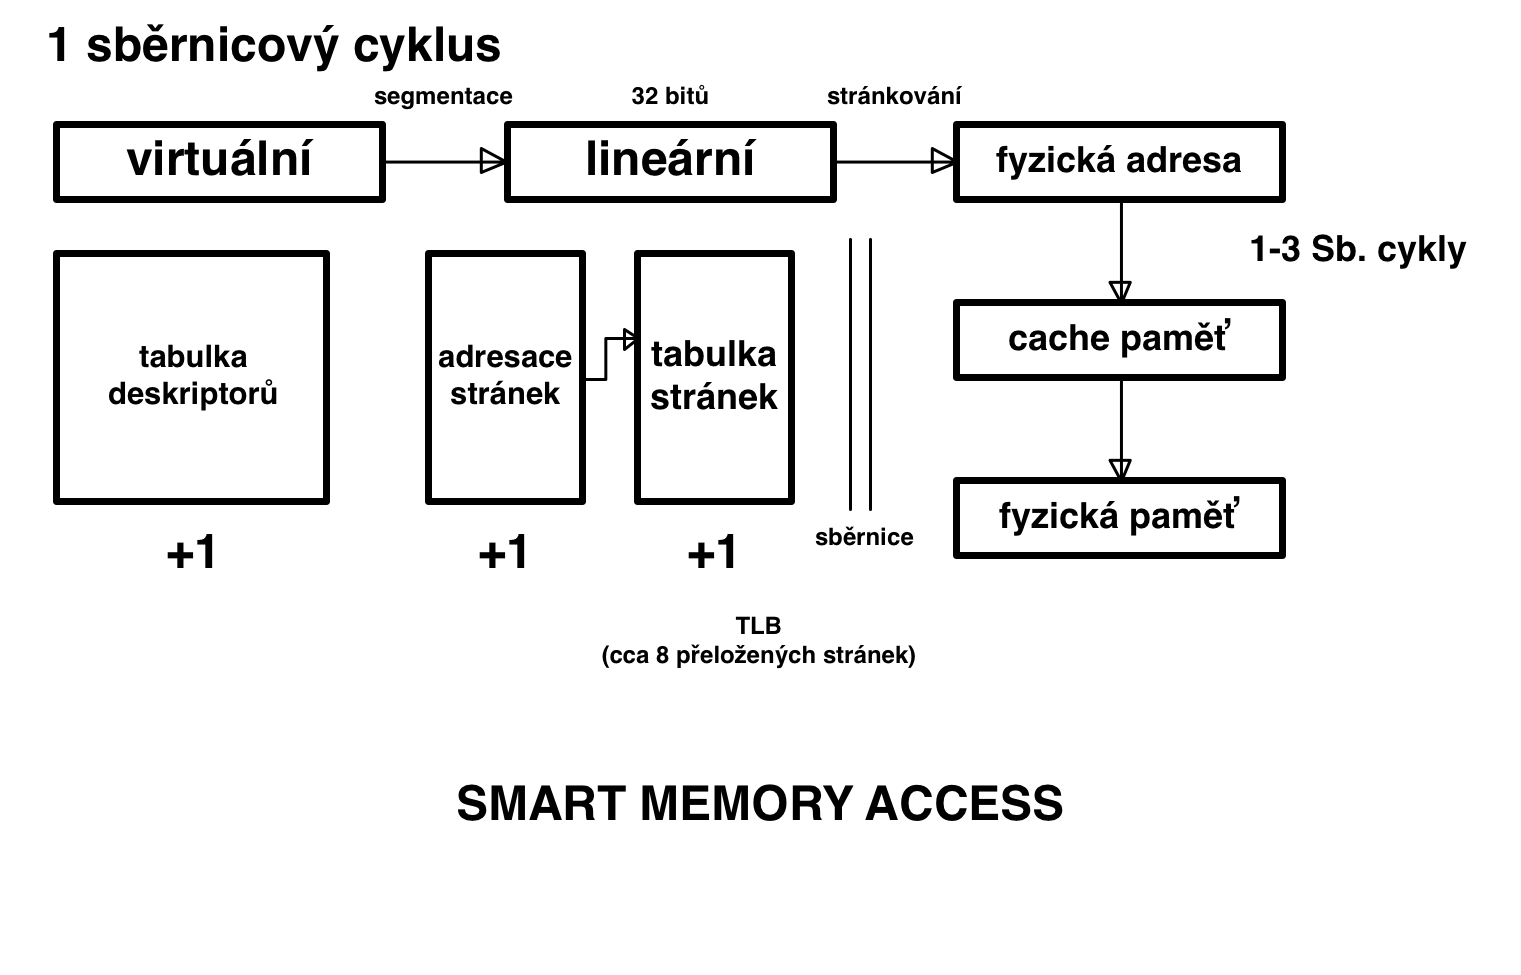 1 sběrnicový cyklus
segmentace
32 bitů
stránkování
virtuální
lineární
fyzická adresa
1-3 Sb. cykly
tabulka
deskriptorů
adresace
stránek
tabulka
stránek
cache paměť
fyzická paměť
sběrnice
+1
+1
+1
TLB
(cca 8 přeložených stránek)
SMART MEMORY ACCESS